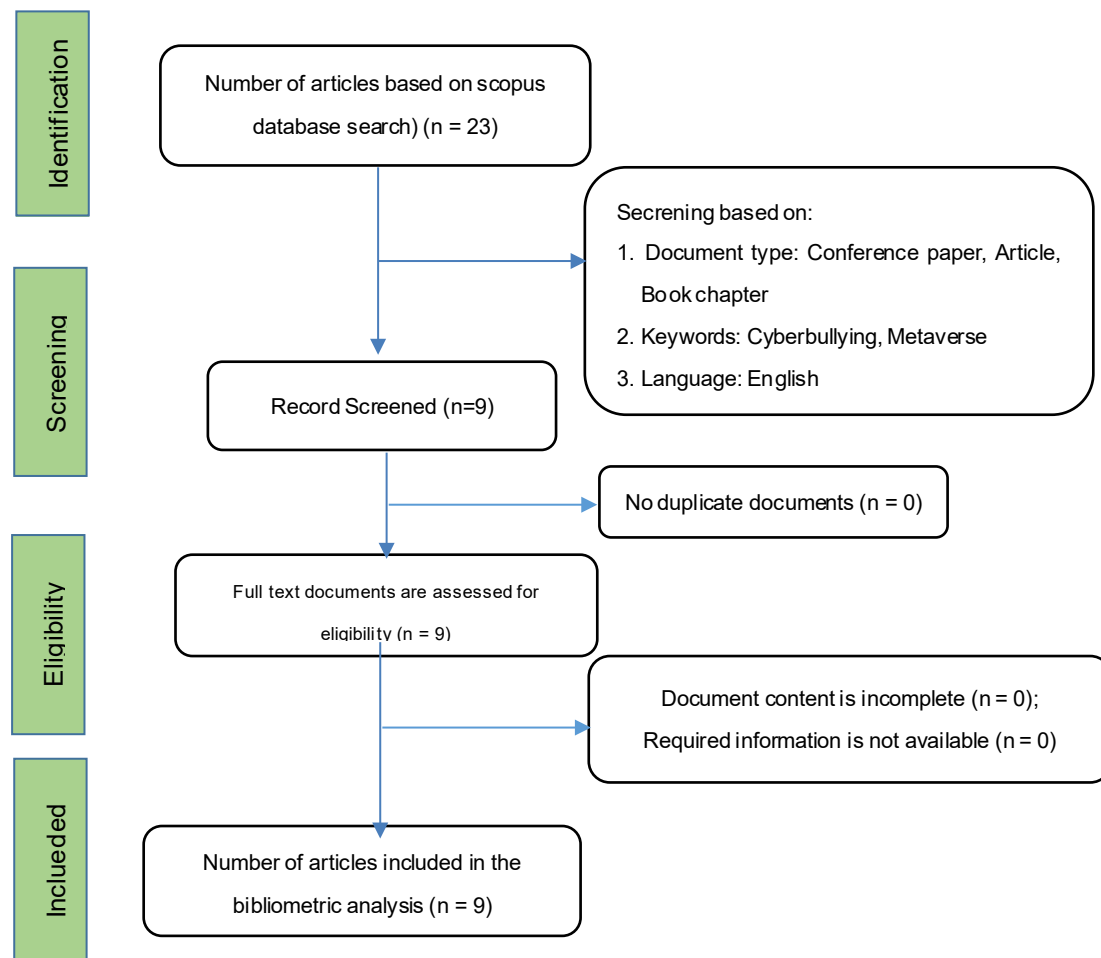 Identification
Number of articles based on scopus
database search) (n = 23)
Secrening based on:
1. Document type: Conference paper, Article,
Book chapter
2. Keywords: Cyberbullying, Metaverse
3. Language: English
Screening
Record Screened (n=9)
No duplicate documents (n = 0)
Eligibility
Full text documents are assessed for
eligibility (n = 9)
Document content is incomplete (n = 0);
Required information is not available (n = 0)
Inclueded
Number of articles included in the
bibliometric analysis (n = 9)